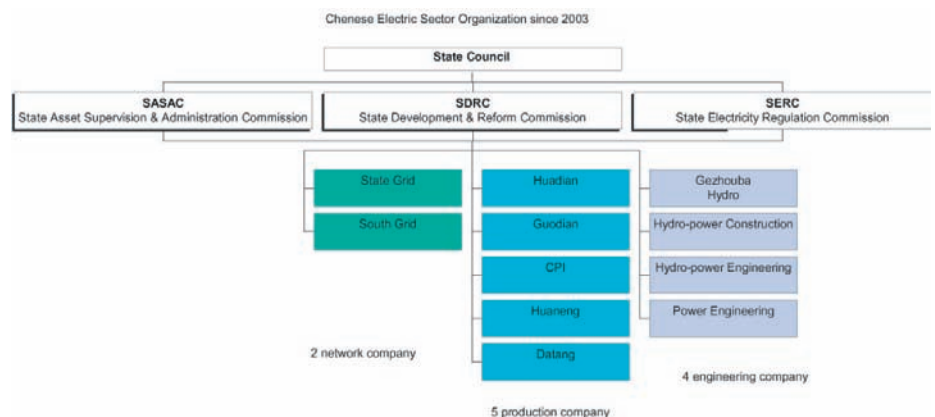 Chenese Electric Sector Organization since 2003
State Council
SASAC
State Asset Supervision & Administration Commission
SDRC
State Development & Reform Commission
SERC
State Electricity Regulation Commission
State Grid
South Grid
2 network company
Huadian
Guodian
CPI
Huaneng
Datang
5 production company
Gezhouba
Hydro
Hydro-power Construction
Hydro-power Engineering
Power Engineering
4 engineering company